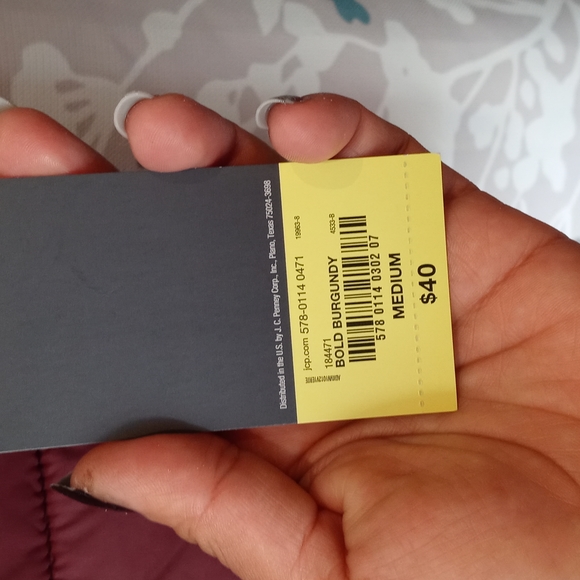 Distributed in the U.S. by J. C. Penney Corp., Inc., Plano, Texas 75024-3698
jcp.com 578-0114 0471
19963-8
184471
BOLD BURGUNDY
4533-8
578 0114 0302 07
MEDIUM
$40